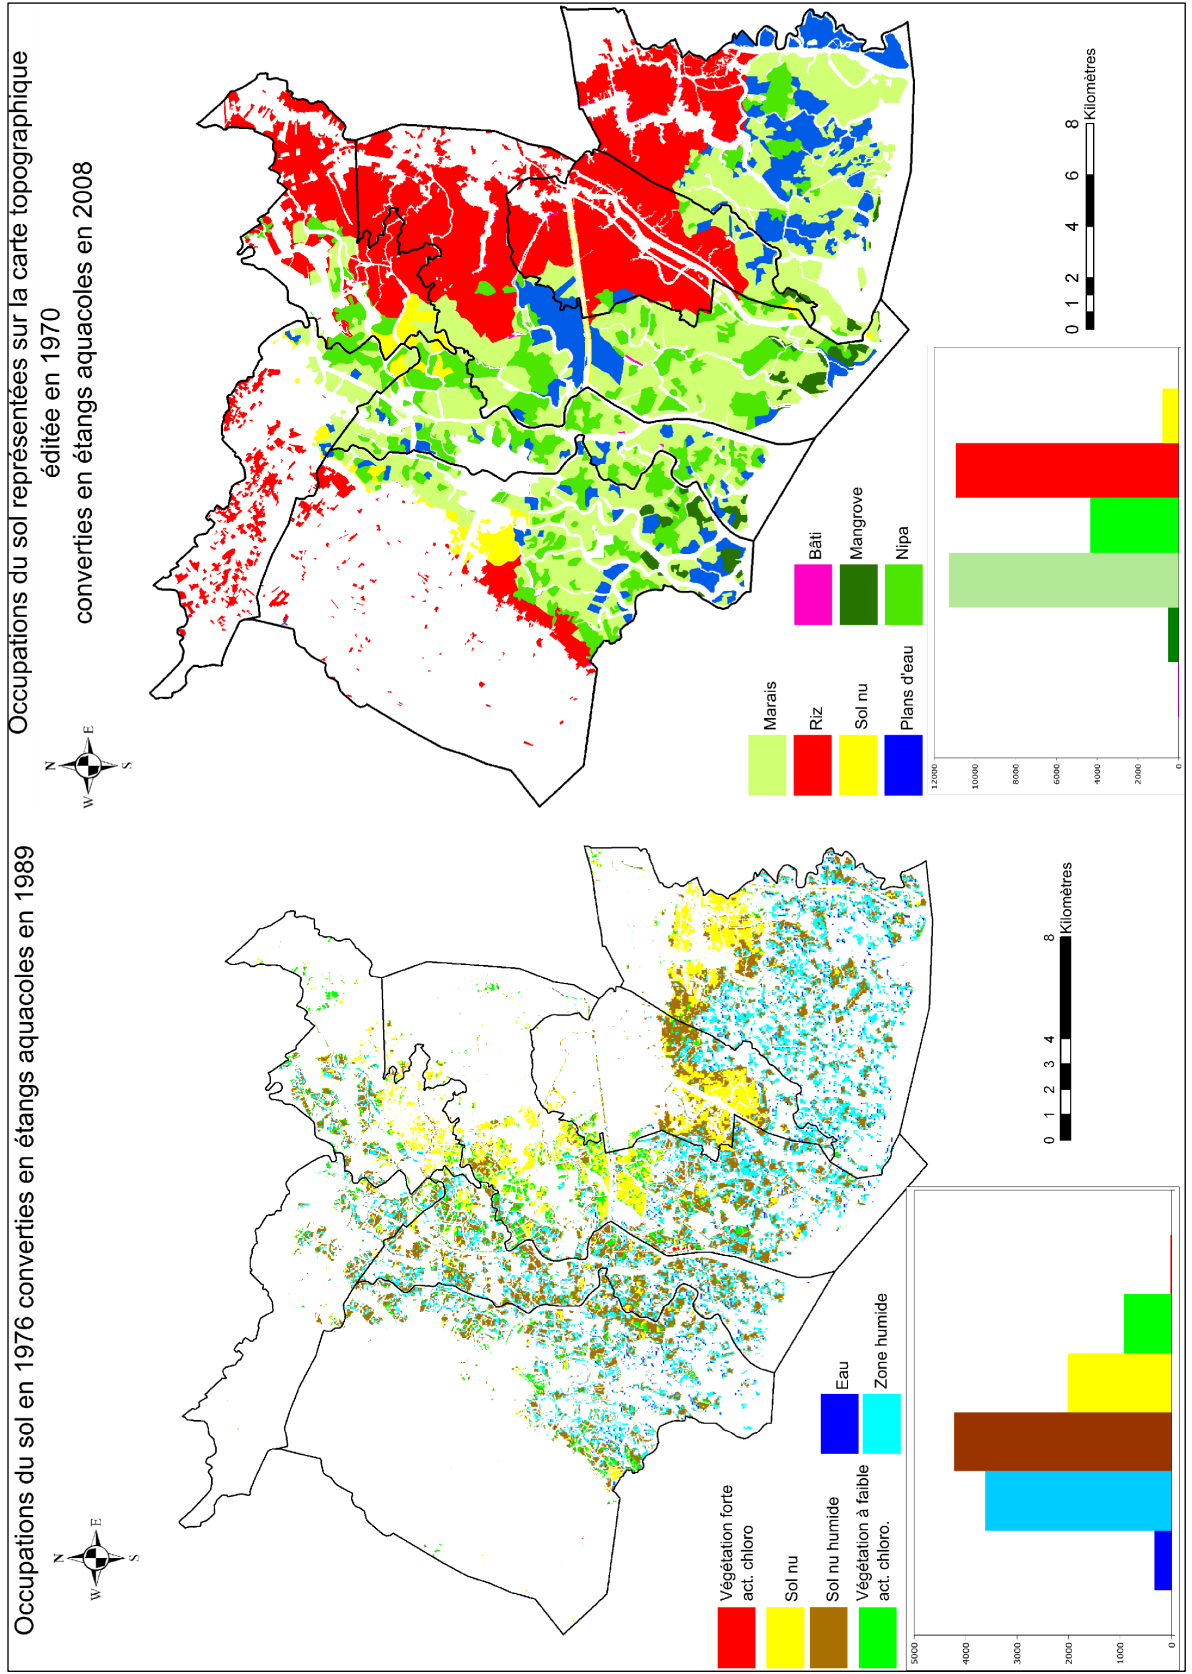 Occupations du sol en 1976 converties en étangs aquacoles en 1989
N
W E
S
Végétation forte
act. chloro
Sol nu
Sol nu humide
Végétation à faible
act. chloro.
Eau
Zone humide
0 1 2 3 4 8
Kilomètres
5000
4000
3000
2000
1000
0
Occupations du sol représentées sur la carte topographique
éditée en 1970
converties en étangs aquacoles en 2008
N
W E
S
Marais
Riz
Sol nu
Plans d'eau
Bâti
Mangrove
Nipa
0 1 2 4 6 8
Kilomètres
12000
10000
8000
6000
4000
2000
0